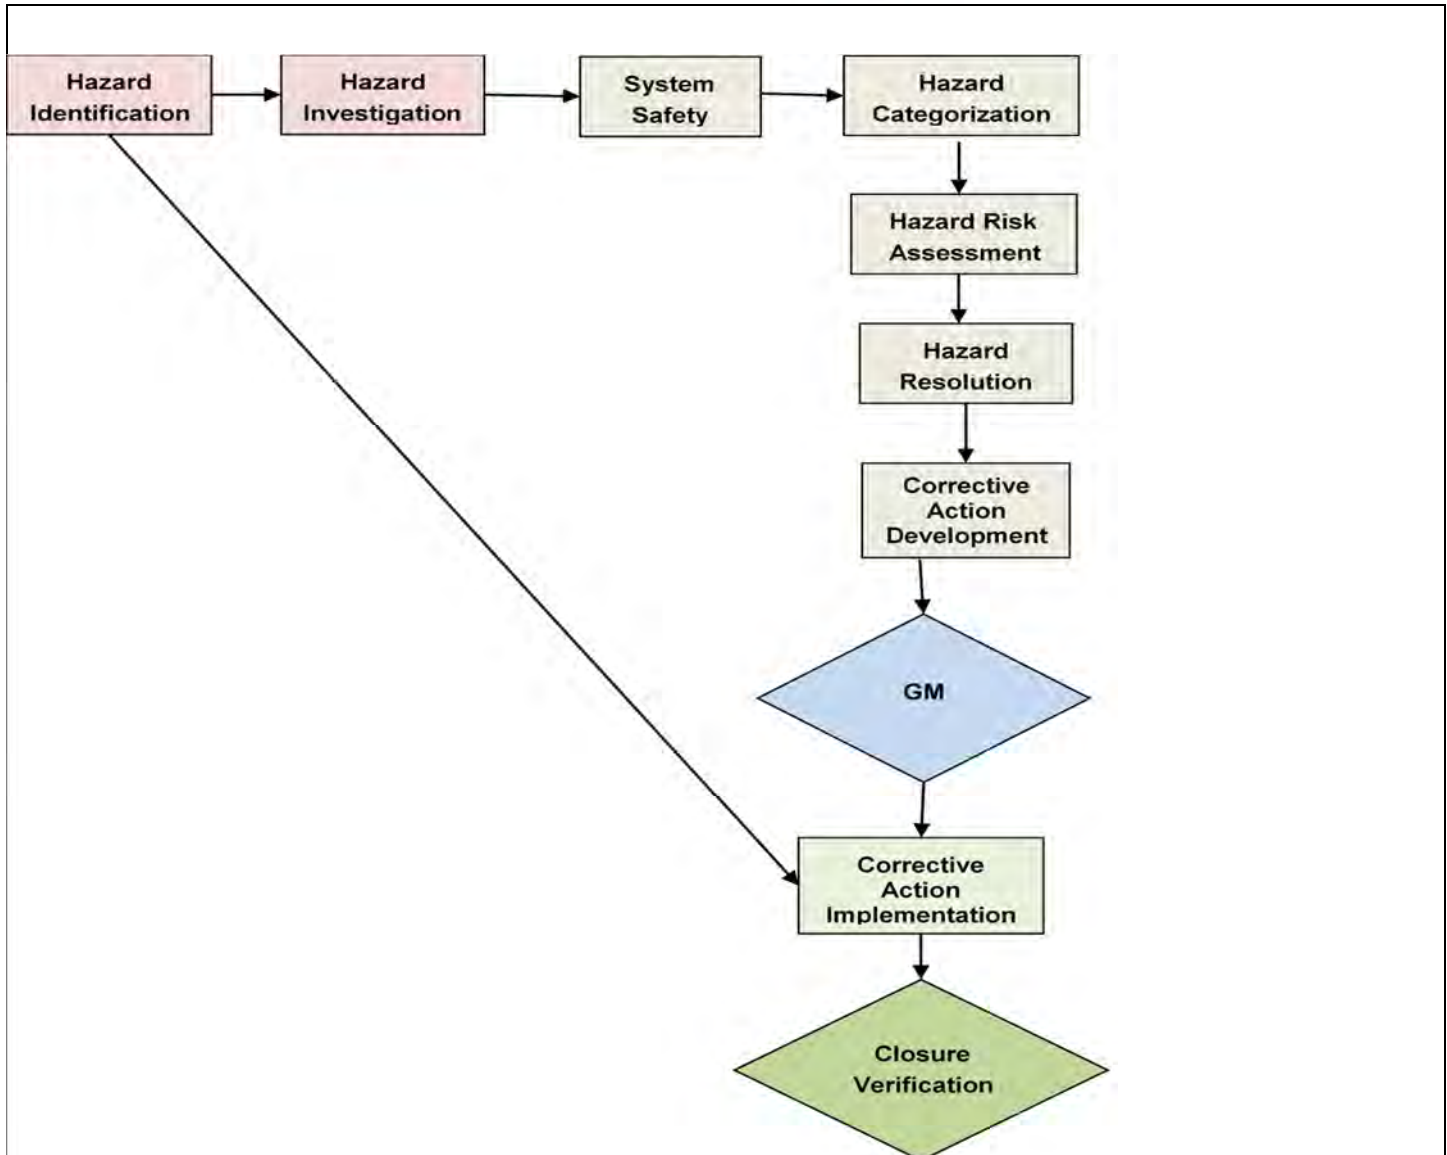 Hazard
Identification
Hazard
Investigation
System
Safety
Hazard
Categorization
Hazard Risk
Assessment
Hazard
Resolution
Corrective
Action
Development
GM
Corrective
Action
Implementation
Closure
Verification